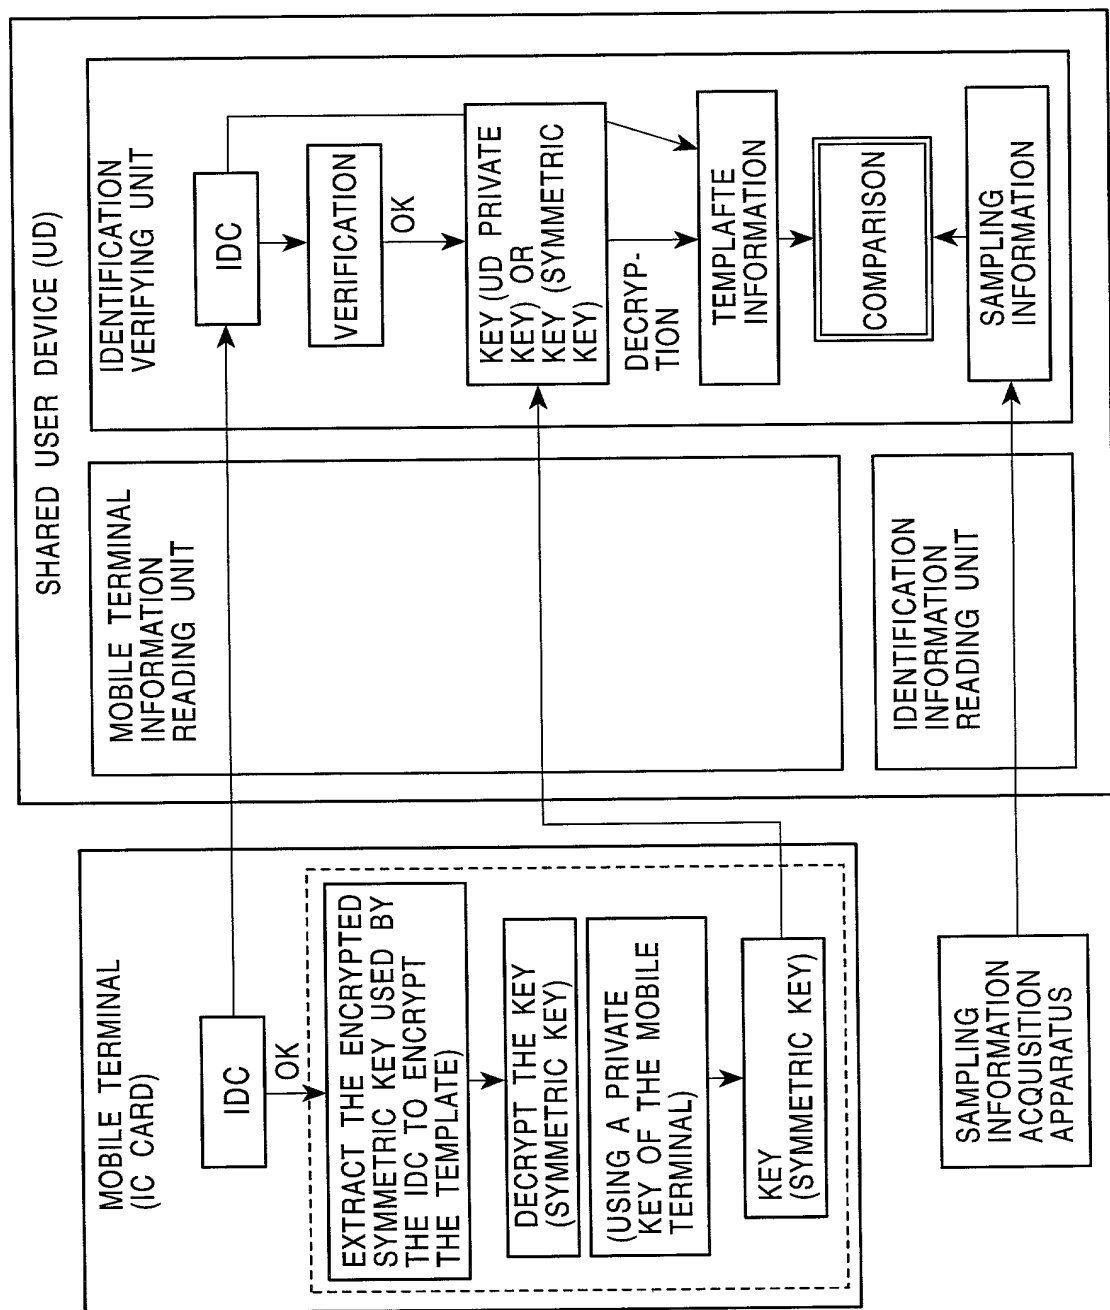 MOBILE TERMINAL
(IC CARD)
IDC
OK
EXTRACT THE ENCRYPTED
SYMMETRIC KEY USED BY
THE IDC TO ENCRYPT
THE TEMPLATE)
DECRYPT THE KEY
(SYMMETRIC KEY)
(USING A PRIVATE
KEY OF THE MOBILE
TERMINAL)
KEY
(SYMMETRIC KEY)
SAMPLING
INFORMATION
ACQUISITION
APPARATUS
SHARED USER DEVICE (UD)
MOBILE TERMINAL
INFORMATION
READING UNIT
IDENTIFICATION
INFORMATION
READING UNIT
IDENTIFICATION
VERIFYING UNIT
IDC
VERIFICATION
OK
KEY (UD PRIVATE
KEY) OR
KEY (SYMMETRIC
KEY)
DECRYP-
TION
TEMPLAFTE
INFORMATION
COMPARISON
SAMPLING
INFORMATION